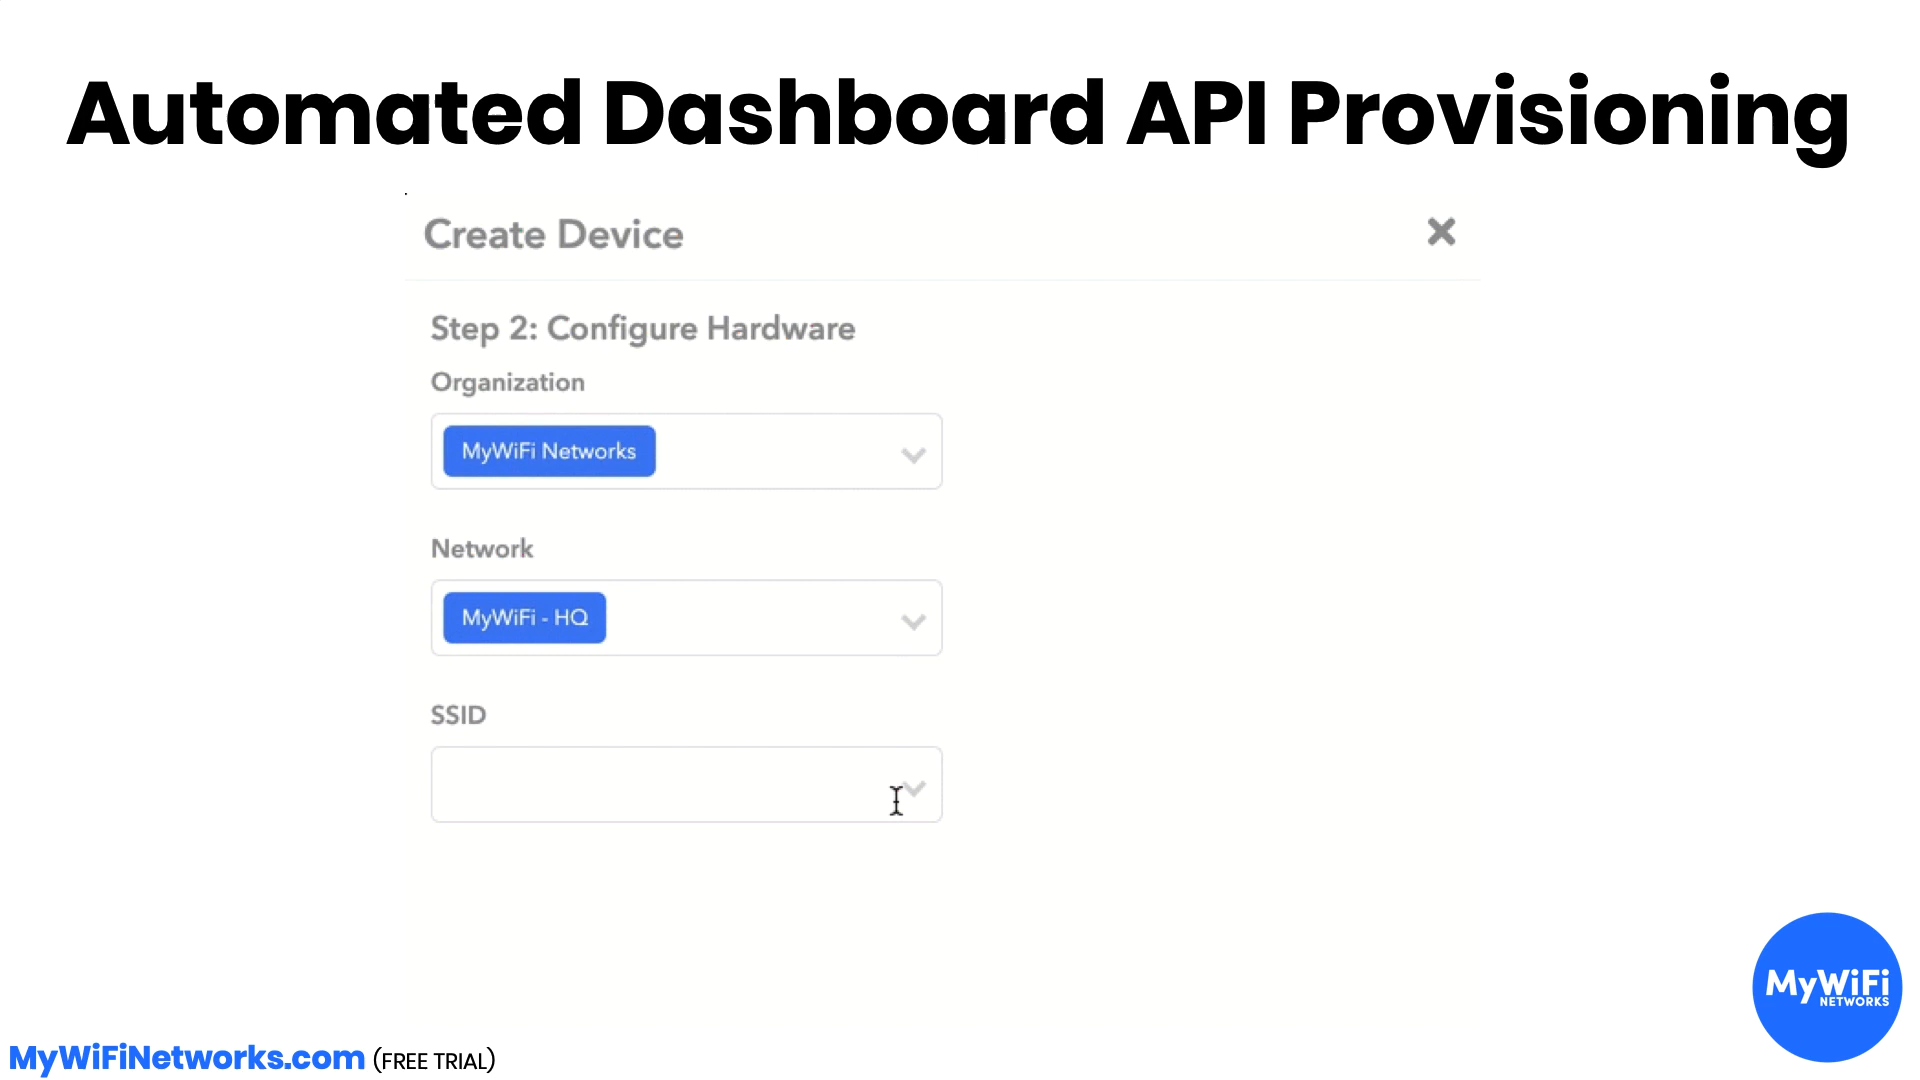 Automated Dashboard API Provisioning
Create Device
Step 2: Configure Hardware
Organization
MyWiFi Networks
Network
MyWiFi - HQ
SSID
MyWiFi
NETWORKS
MyWiFiNetworks.com (FREE TRIAL)